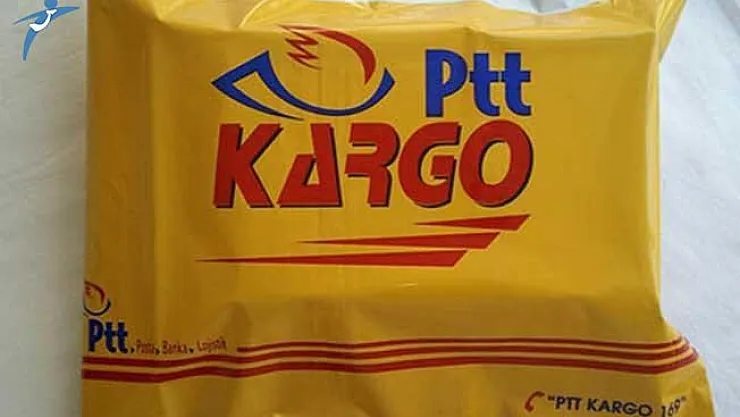 Ptt
KARGO
Ptt, Posta, Banka, Lojistik
"PTT KARGO 169"